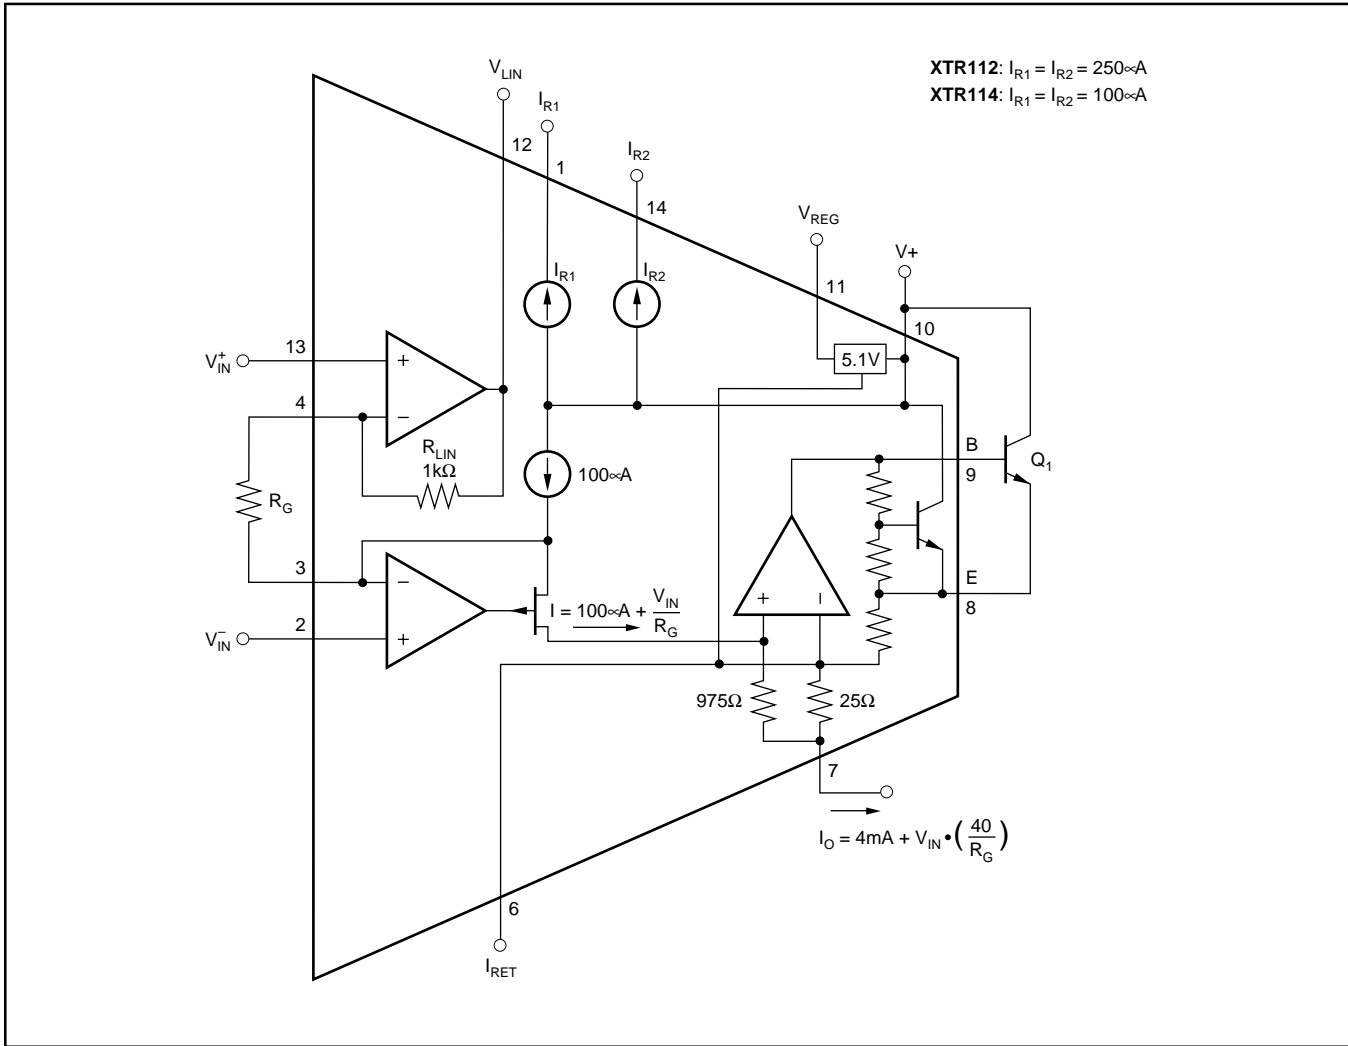 XTR112: I_R1 = I_R2 = 250∝A
XTR114: I_R1 = I_R2 = 100∝A
V_LIN
I_R1
12
1
I_R2
14
V_REG
V+
11
10
I_R1
I_R2
5.1V
13
V+IN
+
4
–
R_LIN
1kΩ
100∝A
B
9
Q_1
R_G
3
–
I = 100∝A + V_IN / R_G
+
–
E
8
2
V–IN
+
975Ω
25Ω
7
I_O = 4mA + V_IN • ( 40 / R_G )
6
I_RET